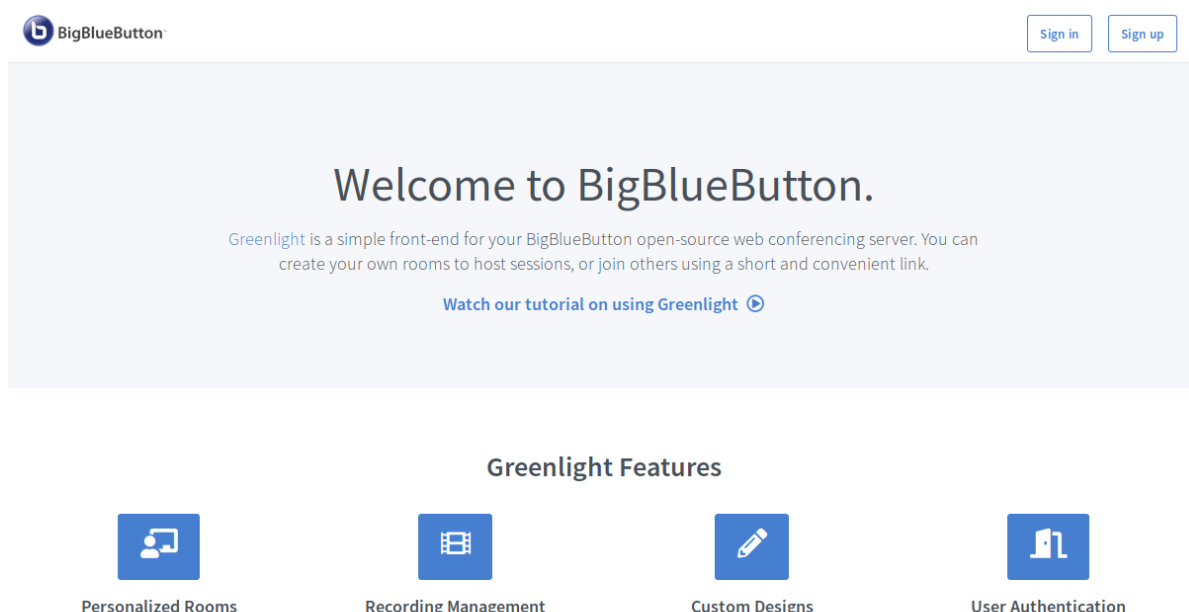 BigBlueButton
Sign in
Sign up
Welcome to BigBlueButton.
Greenlight is a simple front-end for your BigBlueButton open-source web conferencing server. You can
create your own rooms to host sessions, or join others using a short and convenient link.
Watch our tutorial on using Greenlight
Greenlight Features
Personalized Rooms
Recording Management
Custom Designs
User Authentication